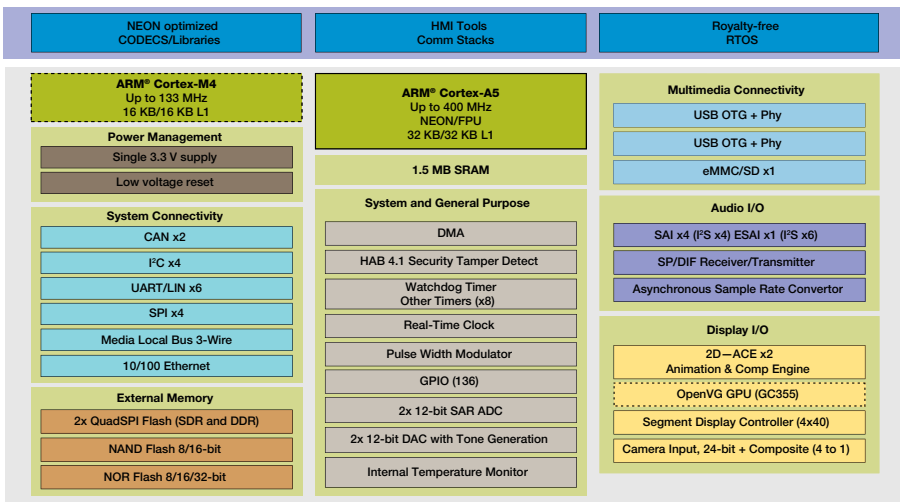 NEON optimized
CODECS/Libraries
HMI Tools
Comm Stacks
Royalty-free
RTOS
ARM® Cortex-M4
Up to 133 MHz
16 KB/16 KB L1
Power Management
Single 3.3 V supply
Low voltage reset
System Connectivity
CAN x2
I²C x4
UART/LIN x6
SPI x4
Media Local Bus 3-Wire
10/100 Ethernet
External Memory
2x QuadSPI Flash (SDR and DDR)
NAND Flash 8/16-bit
NOR Flash 8/16/32-bit
ARM® Cortex-A5
Up to 400 MHz
NEON/FPU
32 KB/32 KB L1
1.5 MB SRAM
System and General Purpose
DMA
HAB 4.1 Security Tamper Detect
Watchdog Timer
Other Timers (x8)
Real-Time Clock
Pulse Width Modulator
GPIO (136)
2x 12-bit SAR ADC
2x 12-bit DAC with Tone Generation
Internal Temperature Monitor
Multimedia Connectivity
USB OTG + Phy
USB OTG + Phy
eMMC/SD x1
Audio I/O
SAI x4 (I²S x4) ESAI x1 (I²S x6)
SP/DIF Receiver/Transmitter
Asynchronous Sample Rate Convertor
Display I/O
2D—ACE x2
Animation & Comp Engine
OpenVG GPU (GC355)
Segment Display Controller (4x40)
Camera Input, 24-bit + Composite (4 to 1)